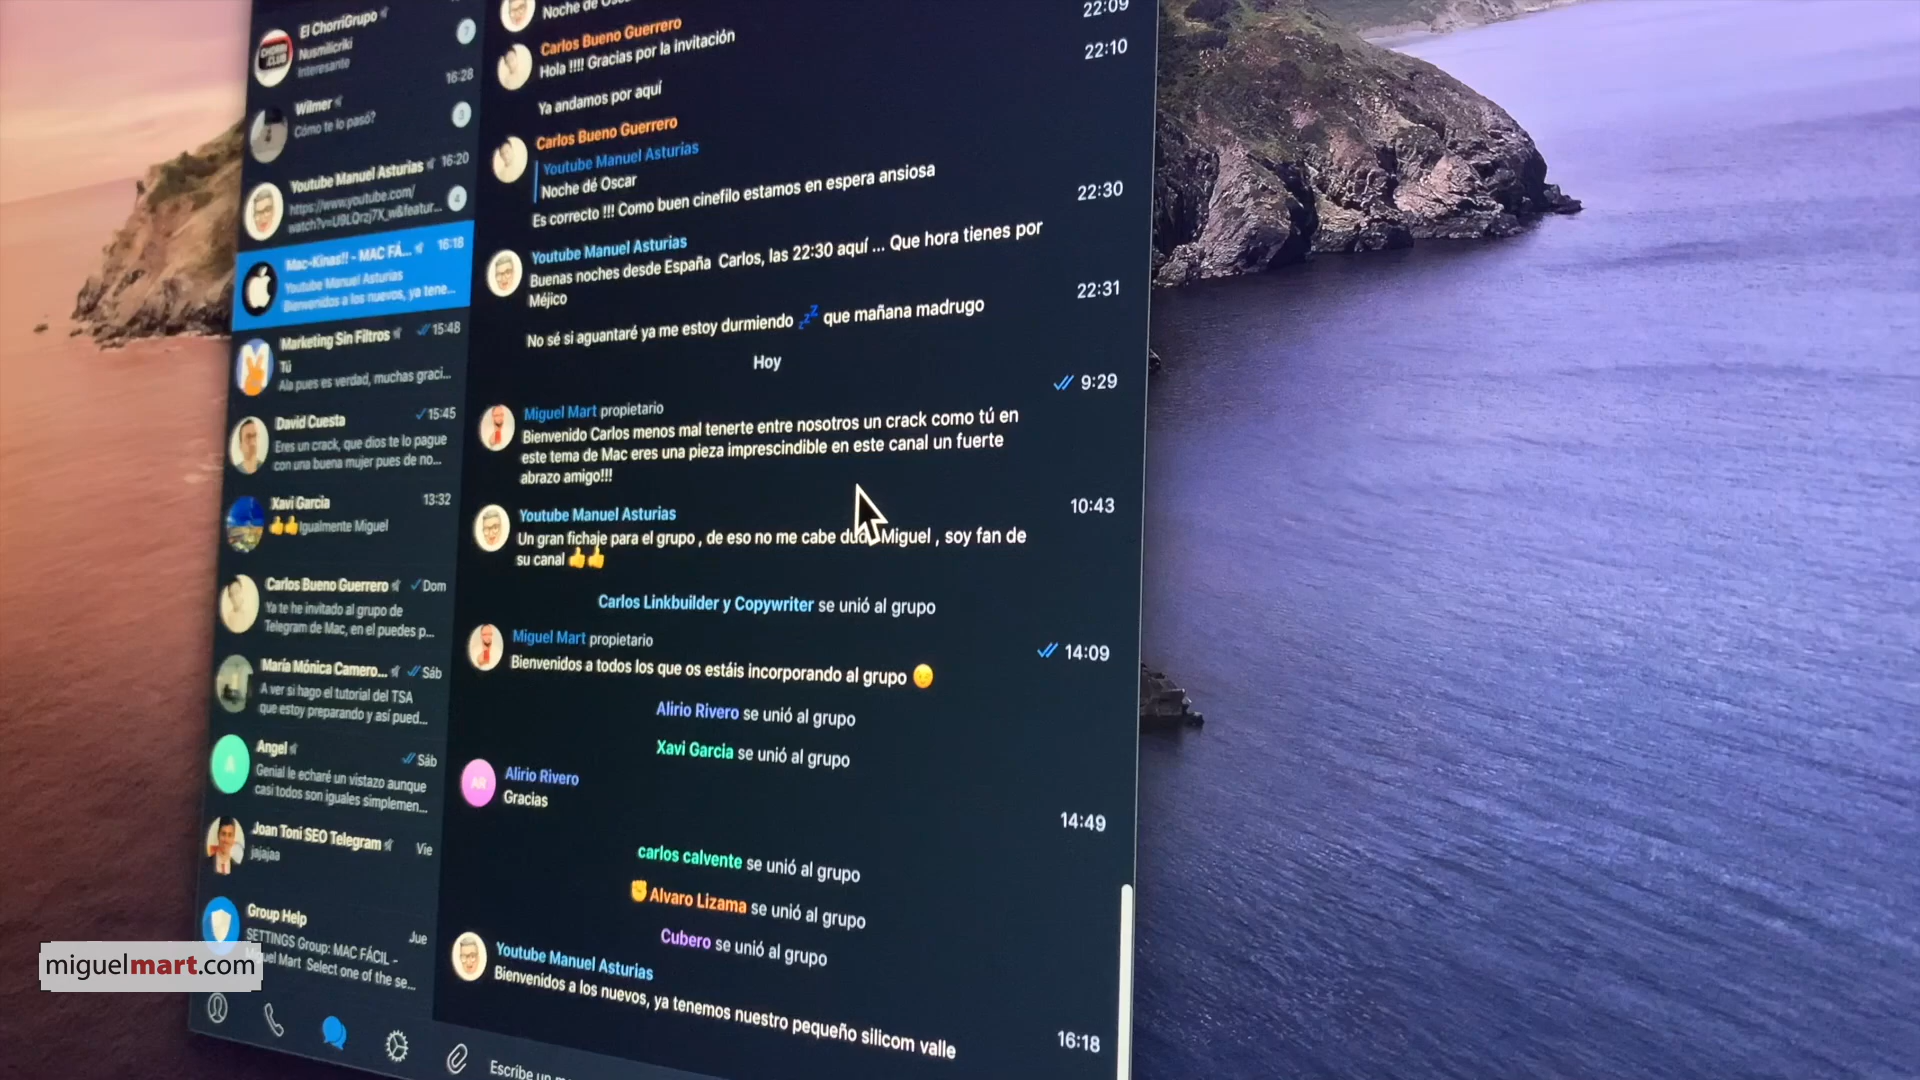 El ChorriGrupo
Nusmilicriki
Interesante
7
16:28
Wilmer
Cómo te lo pasó?
3
16:20
Youtube Manuel Asturias
https://www.youtube.com/
watch?v=U9LQrzj7X_w&featur...
4
Mac-Kinas!! - MAC FÁ...
16:18
Youtube Manuel Asturias
Bienvenidos a los nuevos, ya tene...
Marketing Sin Filtros
15:48
Tú
Ala pues es verdad, muchas graci...
David Cuesta
15:45
Eres un crack, que dios te lo pague
con una buena mujer pues de no...
Xavi Garcia
13:32
👍👍Igualmente Miguel
Carlos Bueno Guerrero
Dom
Ya te he invitado al grupo de
Telegram de Mac, en el puedes p...
María Mónica Camero...
Sáb
A ver si hago el tutorial del TSA
que estoy preparando y así pued...
A
Angel
Sáb
Genial le echaré un vistazo aunque
casi todos son iguales simplemen...
Joan Toni SEO Telegram
Vie
jajajaa
Group Help
Jue
SETTINGS Group: MAC FÁCIL -
Miguel Mart Select one of the se...
Noche de
22:09
Carlos Bueno Guerrero
Hola !!!! Gracias por la invitación
22:10
Ya andamos por aquí
Carlos Bueno Guerrero
Youtube Manuel Asturias
Noche dé Oscar
Es correcto !!! Como buen cinefilo estamos en espera ansiosa
22:30
Youtube Manuel Asturias
Buenas noches desde España Carlos, las 22:30 aquí ... Que hora tienes por
Méjico
22:31
No sé si aguantaré ya me estoy durmiendo 💤 que mañana madrugo
Hoy
9:29
Miguel Mart propietario
Bienvenido Carlos menos mal tenerte entre nosotros un crack como tú en
este tema de Mac eres una pieza imprescindible en este canal un fuerte
abrazo amigo!!!
10:43
Youtube Manuel Asturias
Un gran fichaje para el grupo , de eso no me cabe Miguel , soy fan de
su canal 👍👍
Carlos Linkbuilder y Copywriter se unió al grupo
14:09
Miguel Mart propietario
Bienvenidos a todos los que os estáis incorporando al grupo 😉
Alirio Rivero se unió al grupo
Xavi Garcia se unió al grupo
AR
Alirio Rivero
Gracias
14:49
carlos calvente se unió al grupo
✊Alvaro Lizama se unió al grupo
Cubero se unió al grupo
Youtube Manuel Asturias
Bienvenidos a los nuevos, ya tenemos nuestro pequeño silicom valle
16:18
Escribe un
miguelmart.com